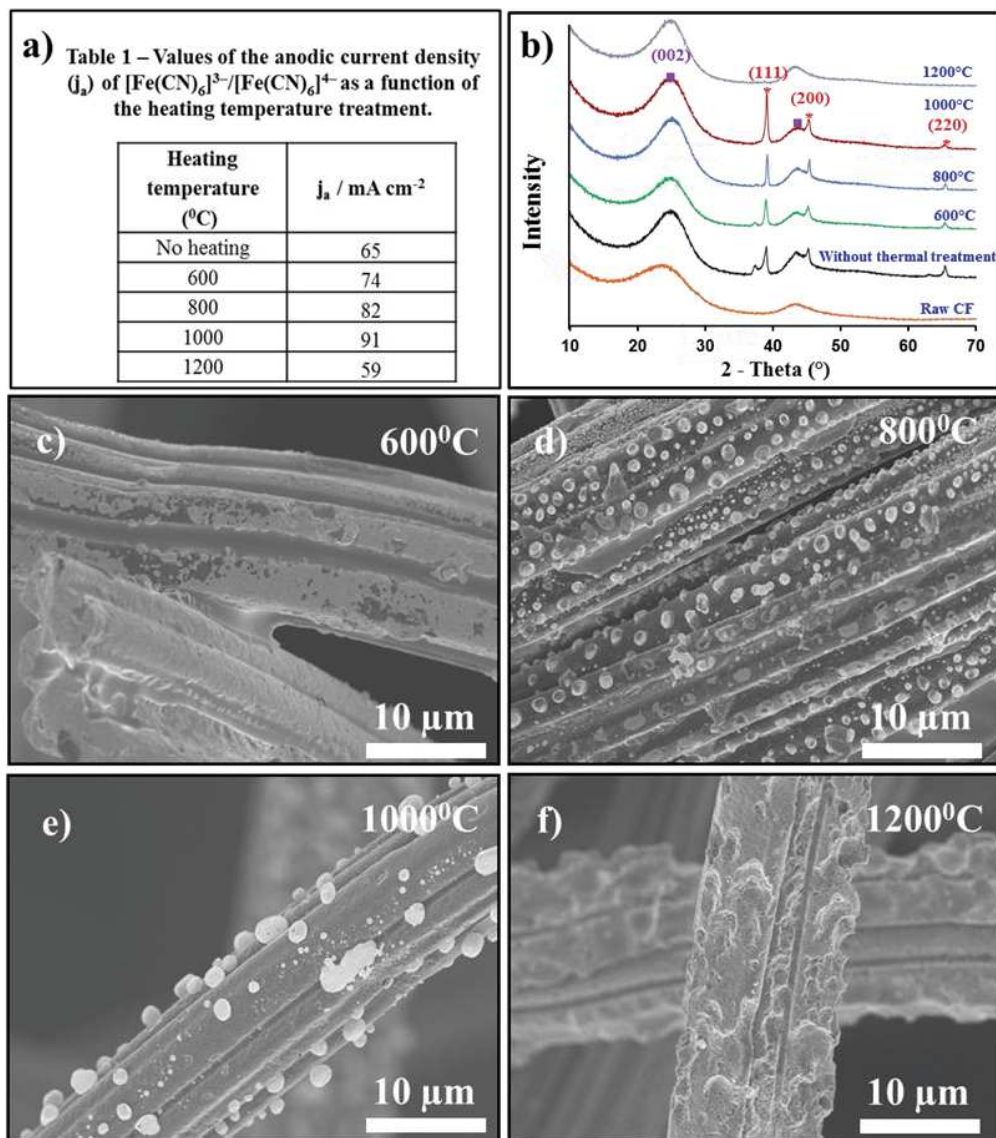 a)
Table 1 – Values of the anodic current density
(jₐ) of [Fe(CN)₆]³⁻/[Fe(CN)₆]⁴⁻ as a function
of the heating temperature treatment.
Heating
temperature
(⁰C)
jₐ / mA cm⁻²
No heating 65
600 74
800 82
1000 91
1200 59
b)
Intensity
(002)
(111)
(200)
(220)
1200°C
1000°C
800°C
600°C
Without thermal treatment
Raw CF
10 20 30 40 50 60 70
2 - Theta (°)
c)
600⁰C
10 µm
d)
800⁰C
10 µm
e)
1000⁰C
10 µm
f)
1200⁰C
10 µm